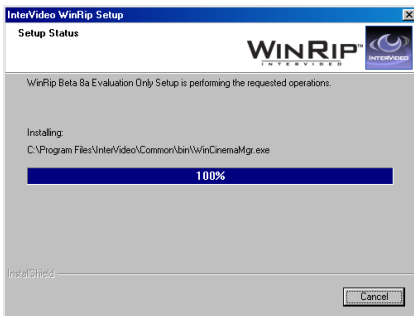 InterVideo WinRip Setup
Setup Status
WINRIP™
INTERVIDEO
INTERVIDEO
WinRip Beta 8a Evaluation Only Setup is performing the requested operations.
Installing:
C:\Program Files\InterVideo\Common\bin\WinCinemaMgr.exe
100%
InstallShield
Cancel